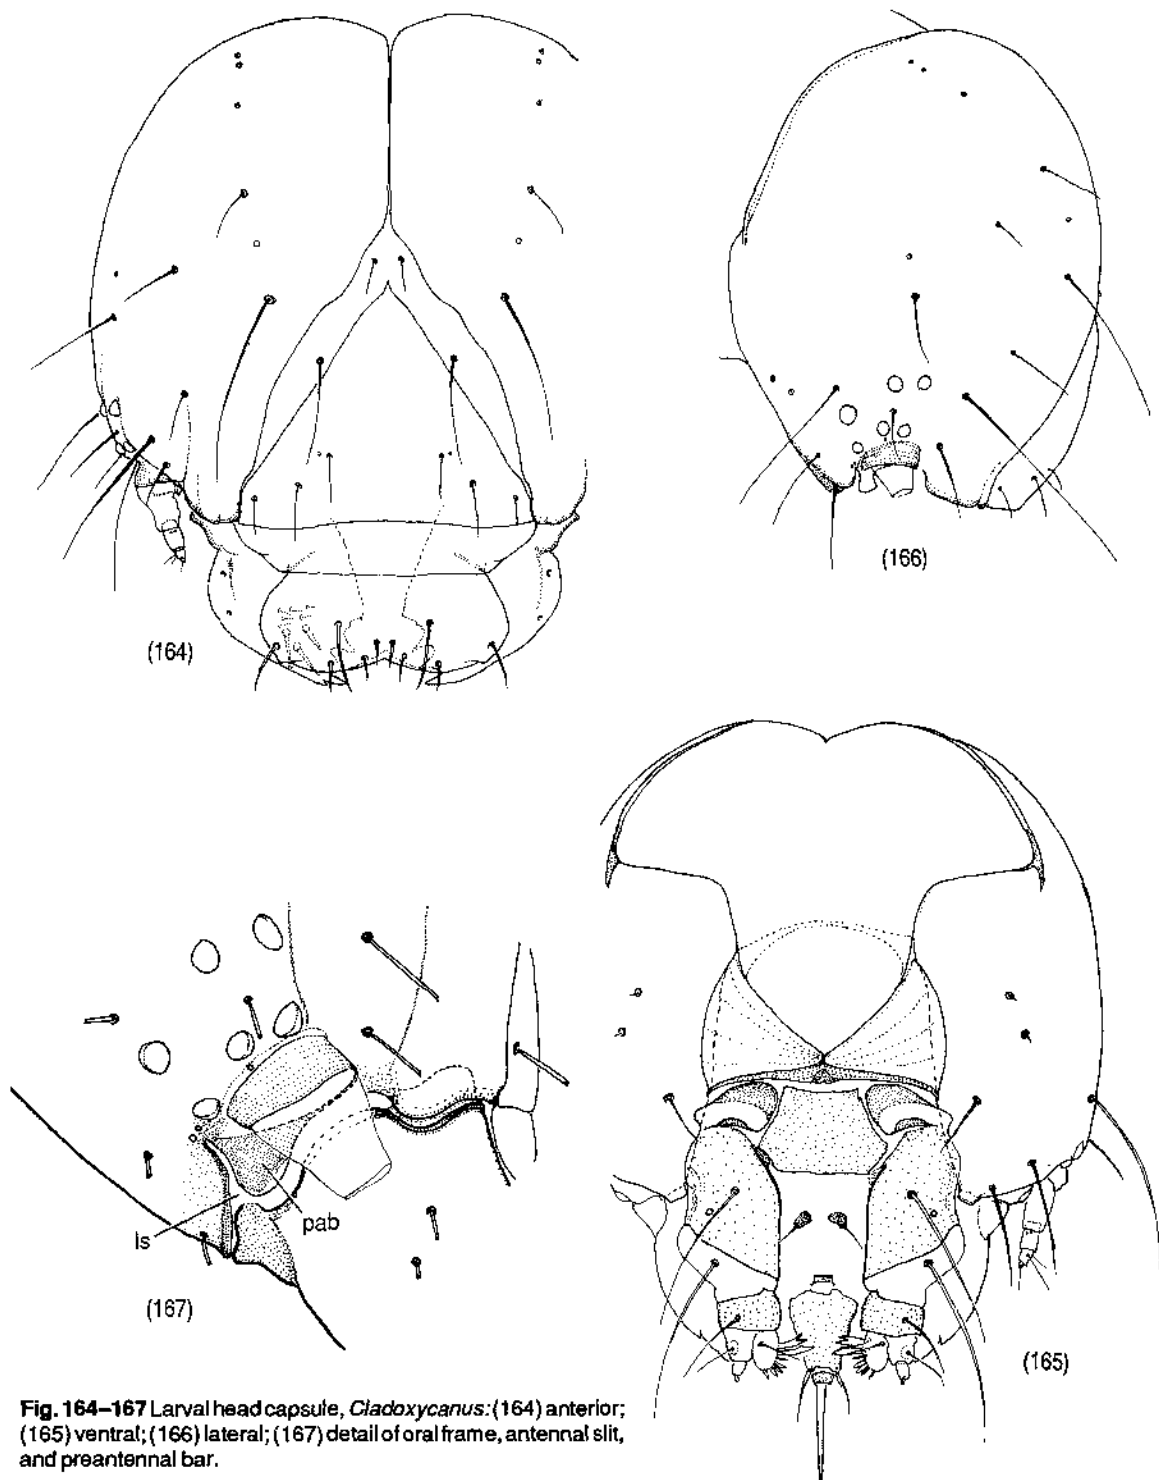 (164)
(166)
ls
pab
(167)
(165)
Fig. 164–167 Larval head capsule, Cladoxycanus: (164) anterior;
(165) ventral; (166) lateral; (167) detail of oral frame, antennal slit,
and preantennal bar.